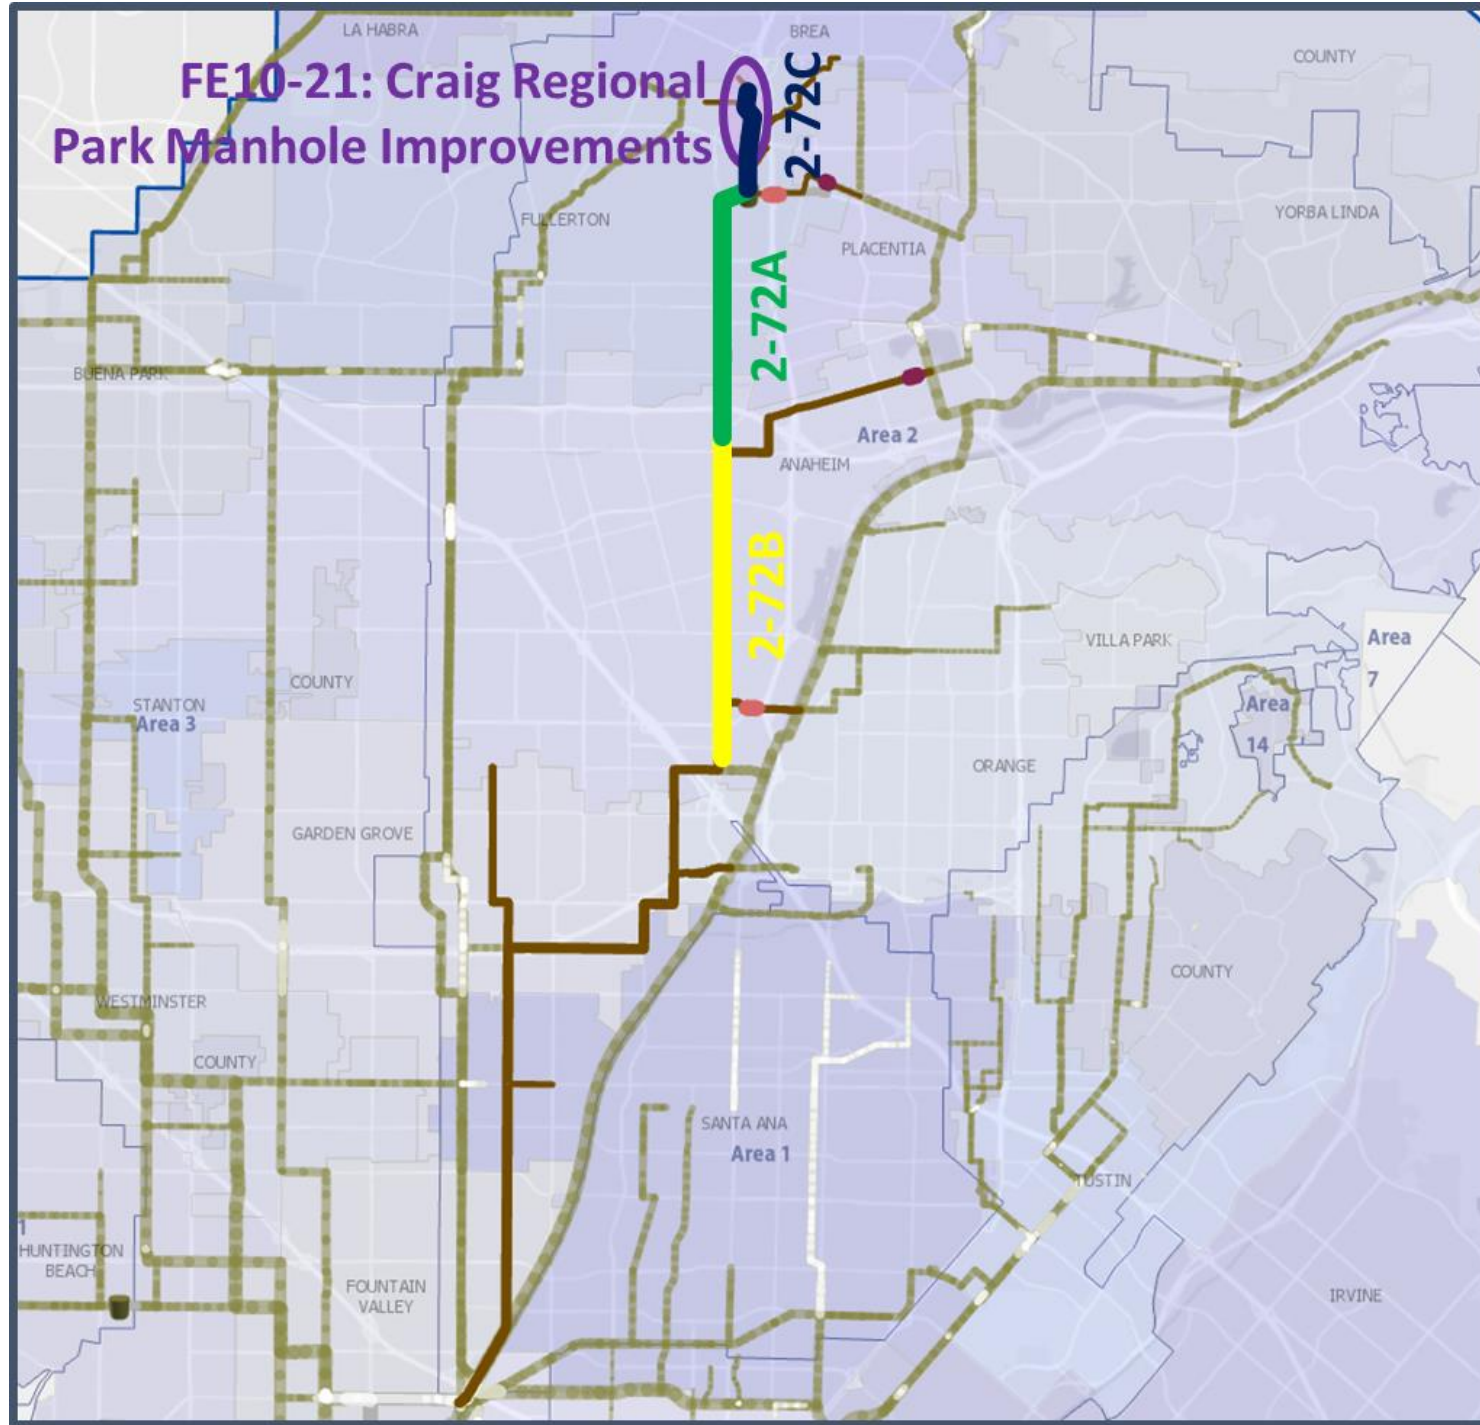 LA HABRA
BREA
COUNTY
FE10-21: Craig Regional
Park Manhole Improvements
2-72C
FULLERTON
YORBA LINDA
PLACENTIA
2-72A
BUENA PARK
Area 2
ANAHEIM
2-72B
VILLA PARK
Area
7
COUNTY
STANTON
Area 3
Area
14
ORANGE
GARDEN GROVE
COUNTY
WESTMINSTER
COUNTY
SANTA ANA
Area 1
TUSTIN
1
HUNTINGTON
BEACH
FOUNTAIN
VALLEY
IRVINE